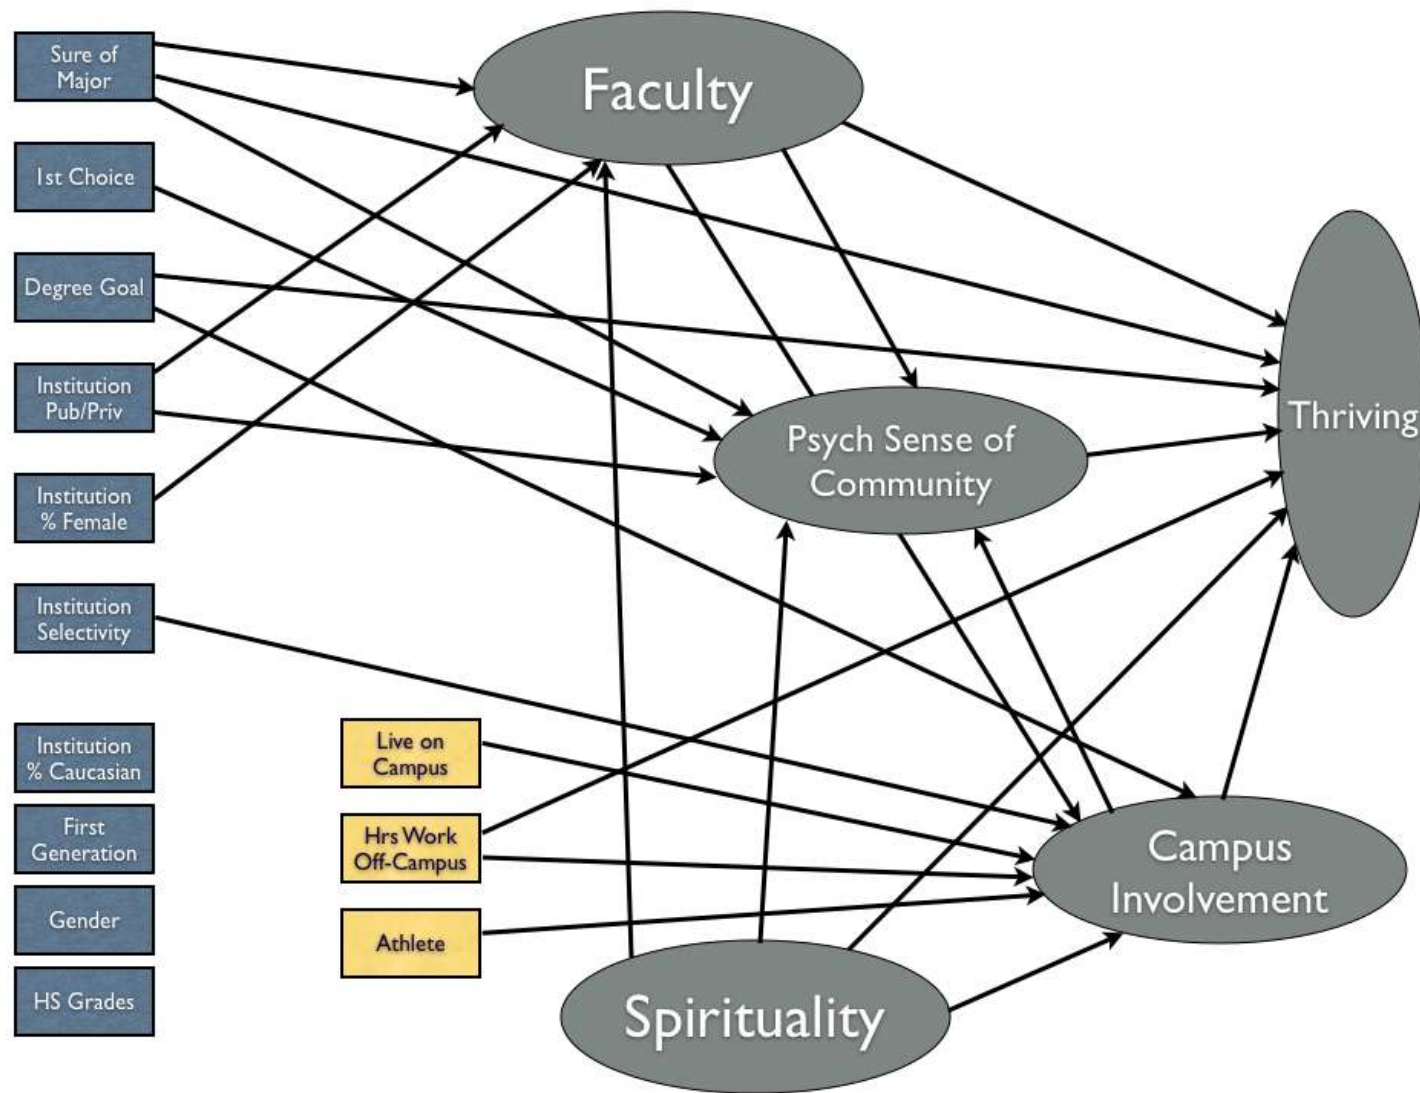 Sure of
Major
Faculty
1st Choice
Degree Goal
Institution
Pub/Priv
Thriving
Psych Sense of
Community
Institution
% Female
Institution
Selectivity
Institution
% Caucasian
Live on
Campus
First
Generation
Hrs Work
Off-Campus
Campus
Involvement
Gender
Athlete
HS Grades
Spirituality